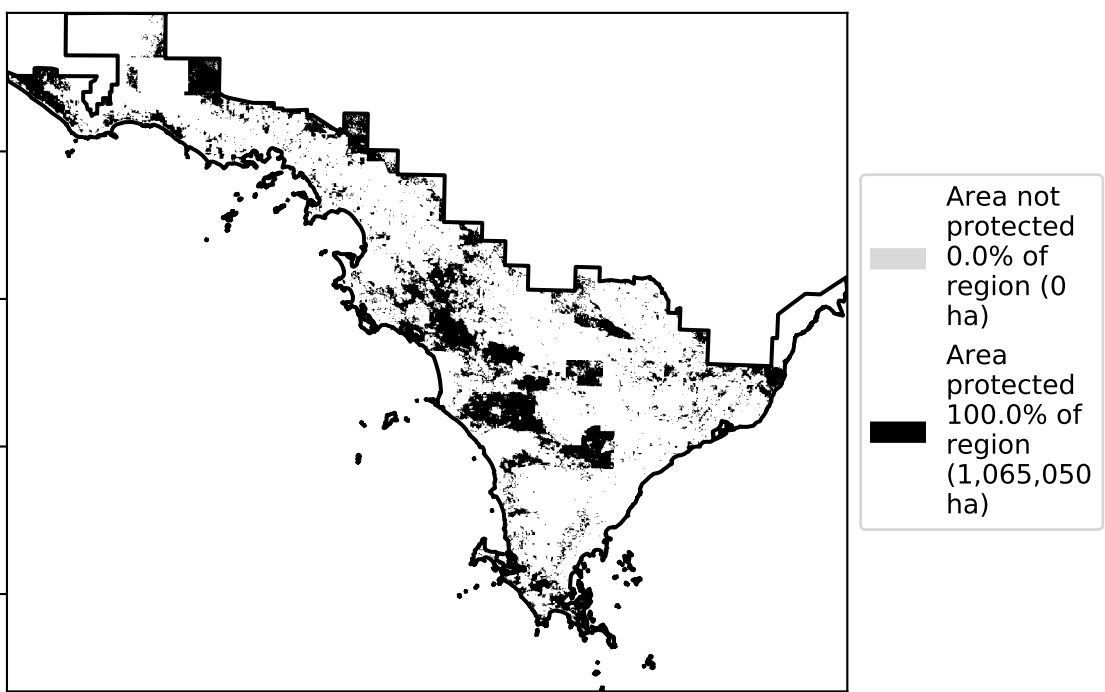 Area not
protected
0.0% of
region (0
ha)
Area
protected
100.0% of
region
(1,065,050
ha)